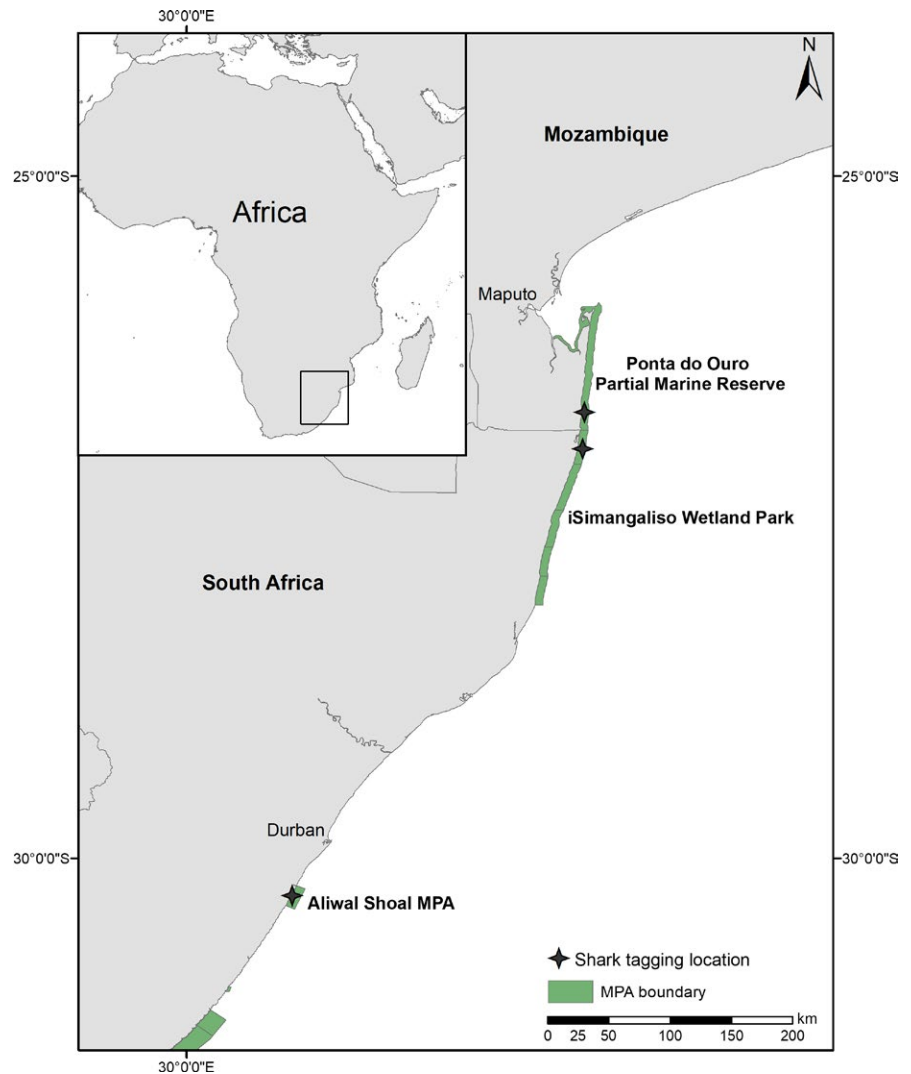 30°0'0"E
N
Mozambique
25°0'0"S
25°0'0"S
Africa
Maputo
Ponta do Ouro
Partial Marine Reserve
iSimangaliso Wetland Park
South Africa
Durban
30°0'0"S
30°0'0"S
Aliwal Shoal MPA
Shark tagging location
MPA boundary
km
0 25 50 100 150 200
30°0'0"E